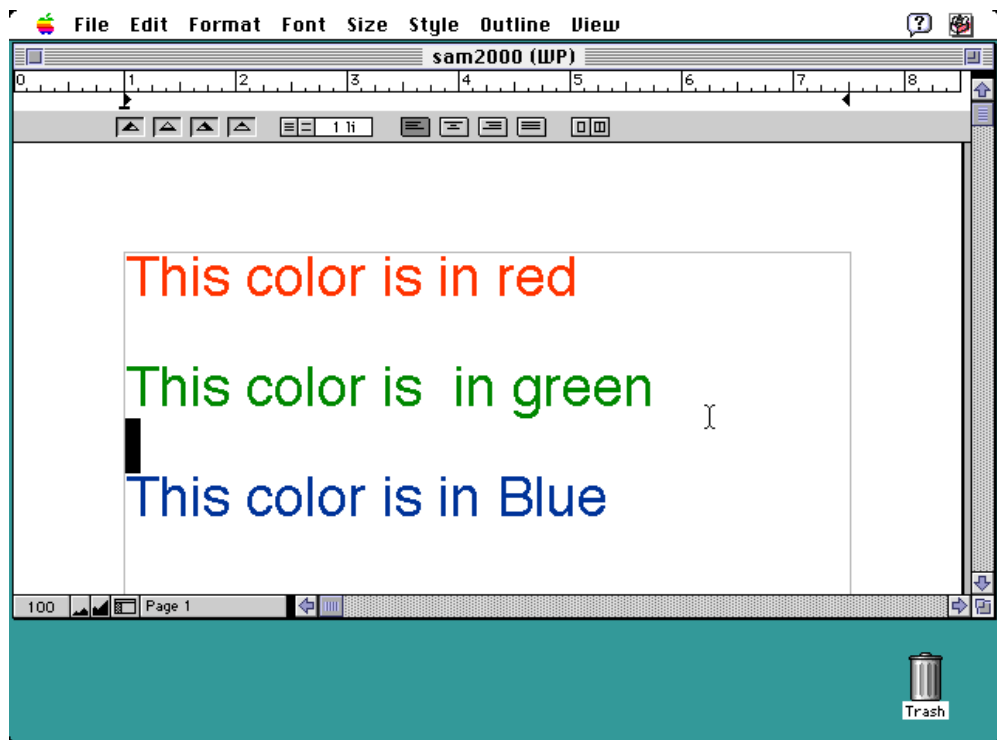 File Edit Format Font Size Style Outline View
sam2000 (WP)
0 1 2 3 4 5 6 7 8
1 li
This color is in red
This color is  in green
This color is in Blue
100 Page 1
Trash